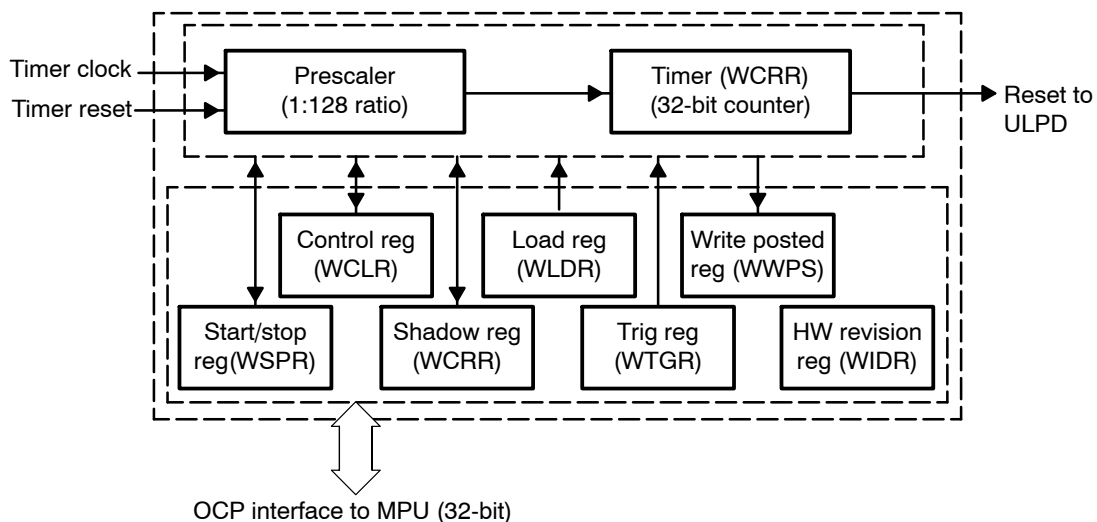 Timer clock
Timer reset
Prescaler
(1:128 ratio)
Timer (WCRR)
(32-bit counter)
Reset to
ULPD
Control reg
(WCLR)
Load reg
(WLDR)
Write posted
reg (WWPS)
Start/stop
reg(WSPR)
Shadow reg
(WCRR)
Trig reg
(WTGR)
HW revision
reg (WIDR)
OCP interface to MPU (32-bit)